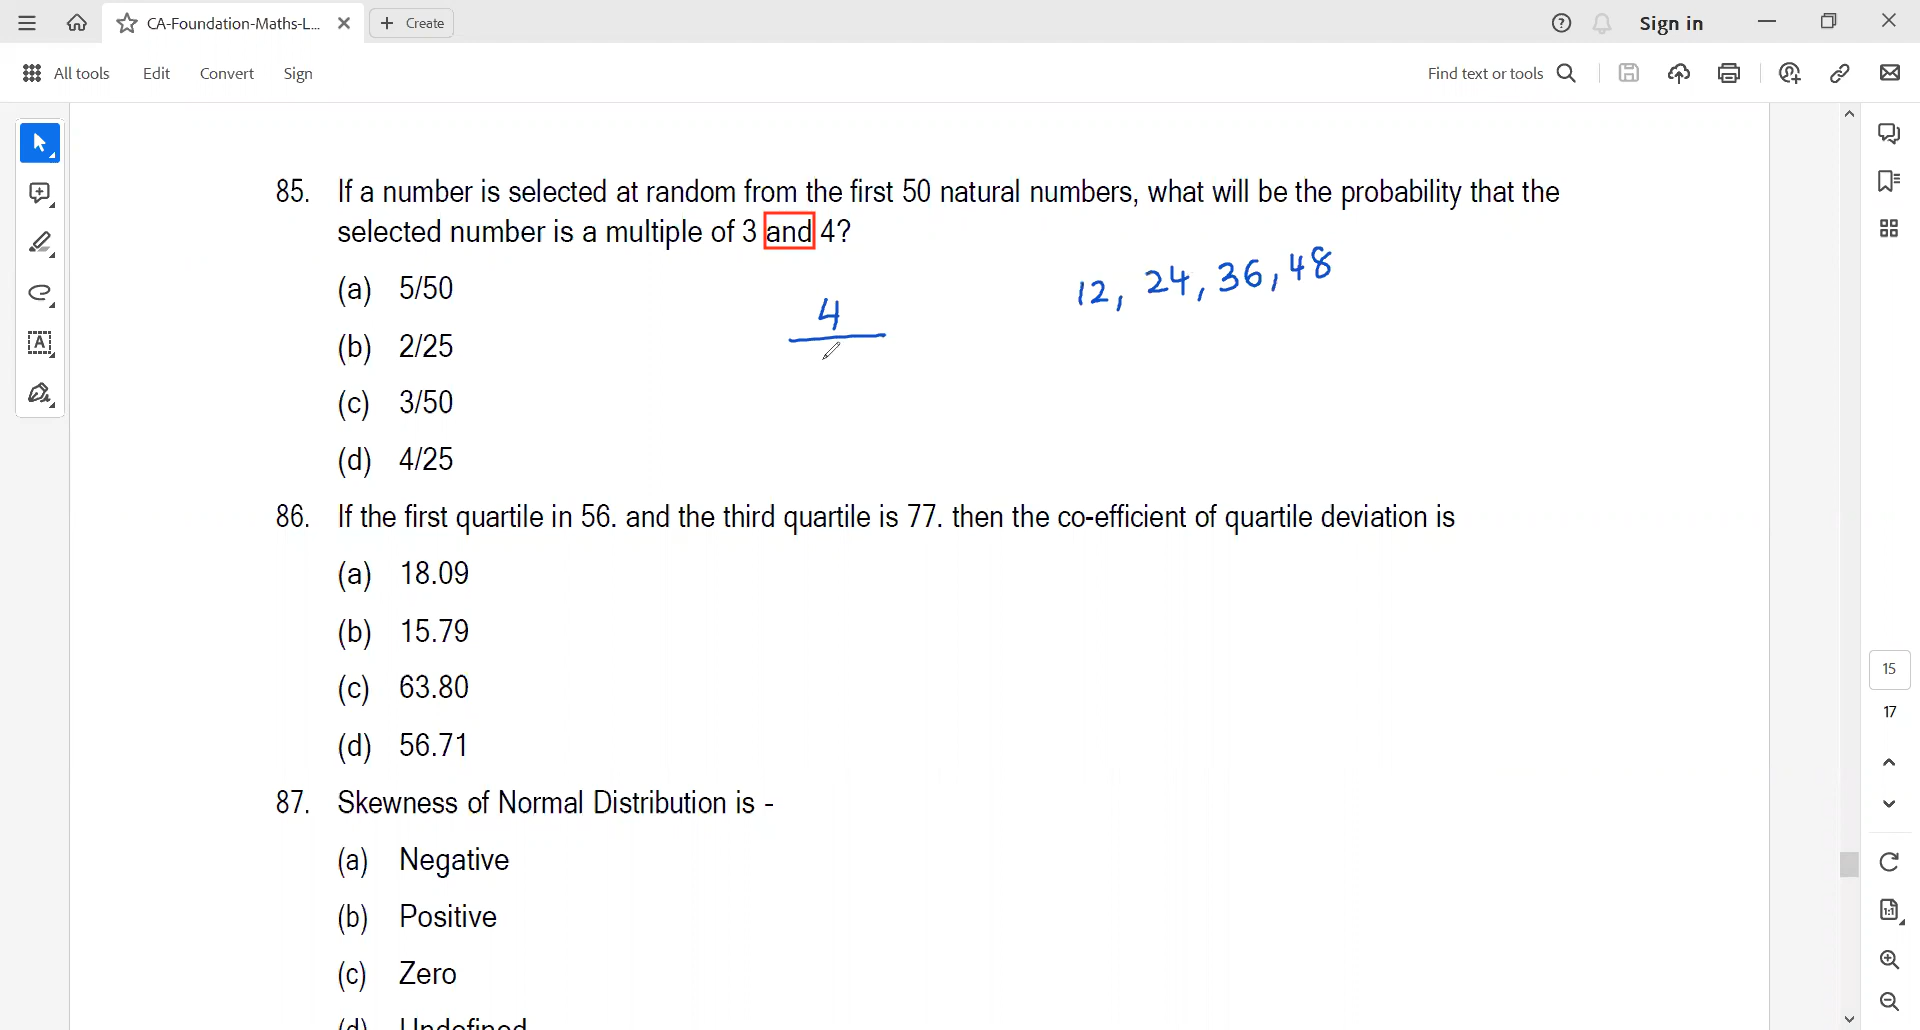 CA-Foundation-Maths-L... Create Sign in
All tools Edit Convert Sign Find text or tools
85. If a number is selected at random from the first 50 natural numbers, what will be the probability that the
selected number is a multiple of 3 and 4?
12, 24, 36, 48
(a) 5/50
4
(b) 2/25
(c) 3/50
(d) 4/25
86. If the first quartile in 56. and the third quartile is 77. then the co-efficient of quartile deviation is
(a) 18.09
(b) 15.79
(c) 63.80
15
(d) 56.71
17
87. Skewness of Normal Distribution is -
(a) Negative
(b) Positive
1:1
(c) Zero
(d) Undefined